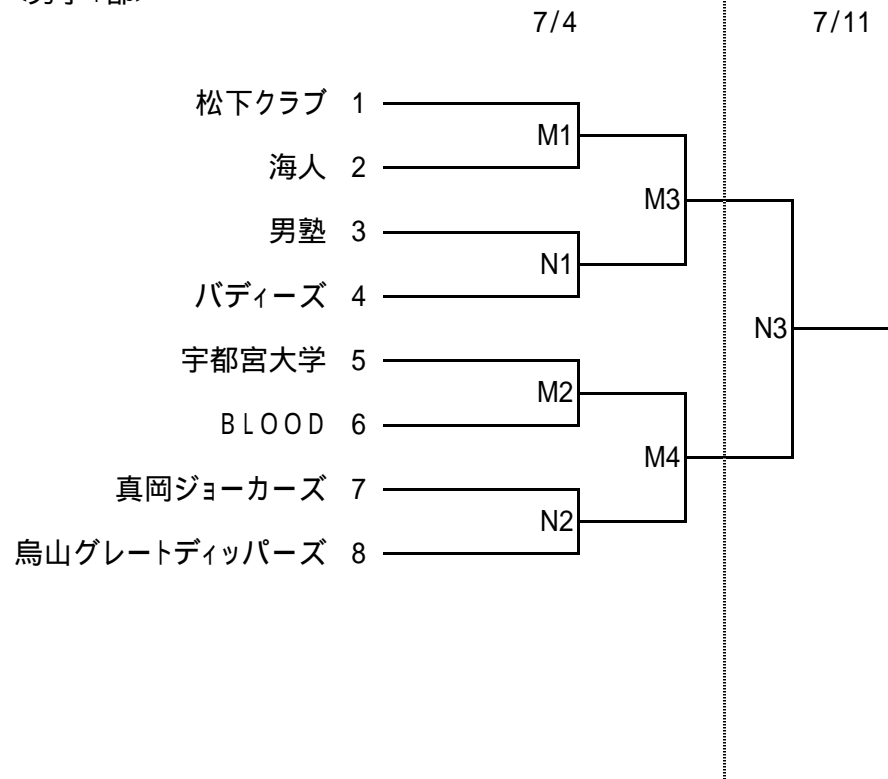 7/4 7/11
松下クラブ 1
M1
海人 2
M3
男塾 3
N1
バディーズ 4
N3
宇都宮大学 5
M2
BLOOD 6
M4
真岡ジョーカーズ 7
N2
烏山グレートディッパーズ 8